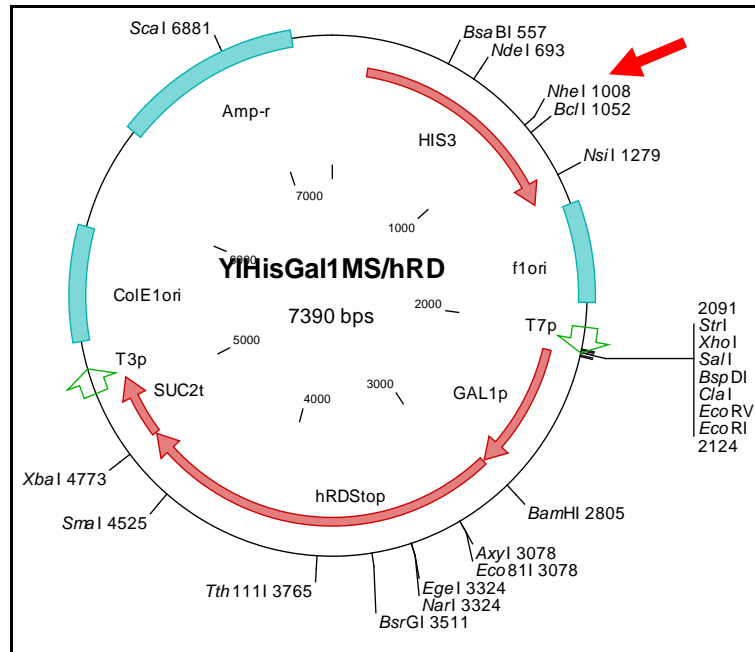 ScaI 6881
BsaBI 557
NdeI 693
NheI 1008
BclI 1052
Amp-r
HIS3
NsiI 1279
7000
1000
YIHisGal1MS/hRD
f1ori
ColE1ori
7390 bps
2000
T7p
2091
StrI
XhoI
SalI
BspDI
ClaI
EcoRV
EcoRI
2124
5000
T3p
SUC2t
GAL1p
3000
4000
XbaI 4773
hRDStop
BamHI 2805
SmaI 4525
AxyI 3078
Eco81I 3078
Tth111I 3765
EgeI 3324
NarI 3324
BsrGI 3511